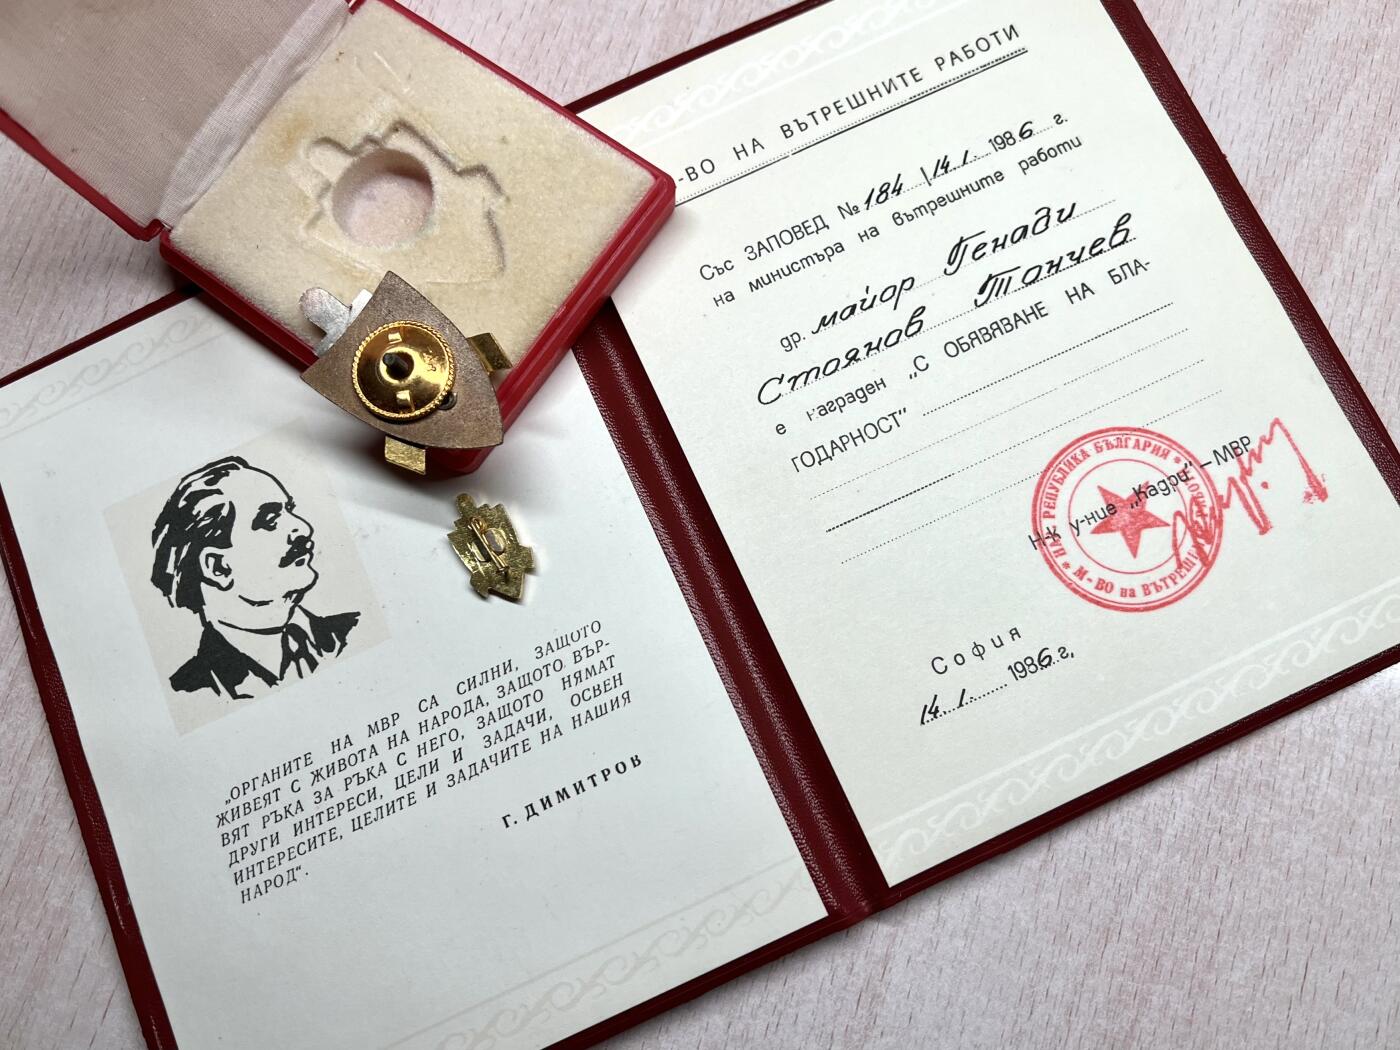 „ОРГАНИТЕ НА МВР СА СИЛНИ, ЗАЩОТО
ЖИВЕЯТ С ЖИВОТА НА НАРОДА, ЗАЩОТО ВЪР-
ВЯТ РЪКА ЗА РЪКА С НЕГО, ЗАЩОТО НЯМАТ
ДРУГИ ИНТЕРЕСИ, ЦЕЛИ И ЗАДАЧИ, ОСВЕН
ИНТЕРЕСИТЕ, ЦЕЛИТЕ И ЗАДАЧИТЕ НА НАШИЯ
НАРОД“.
Г. ДИМИТРОВ
-ВО НА ВЪТРЕШНИТЕ РАБОТИ
Със ЗАПОВЕД № 184 / 14.1. 1986 г.
на министъра на вътрешните работи
др. майор Генади
Стоянов Танчев
е награден „С ОБЯВЯВАНЕ НА БЛА-
ГОДАРНОСТ“
Н-к у-ние „Кадри“ – МВР
НАР. РЕПУБЛИКА БЪЛГАРИЯ * М-ВО на ВЪТРЕШ
София
14.1. 1986 г.